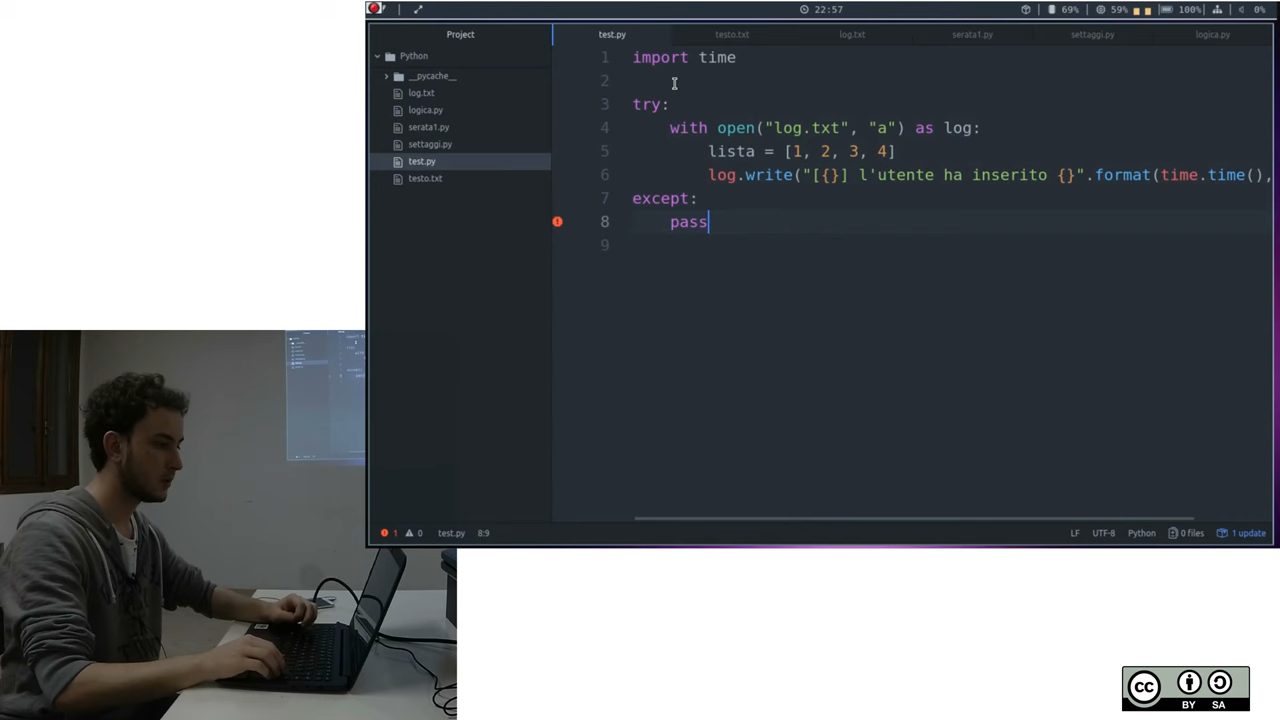 22:57
69%
59%
100%
0%
Project
test.py
testo.txt
log.txt
serata1.py
settaggi.py
logica.py
Python
__pycache__
log.txt
logica.py
serata1.py
settaggi.py
test.py
testo.txt
1 import time
2
3 try:
4 with open("log.txt", "a") as log:
5 lista = [1, 2, 3, 4]
6 log.write("[{}] l'utente ha inserito {}".format(time.time(),
7 except:
8 pass
9
1 0 test.py 8:9
LF UTF-8 Python 0 files 1 update
cc
BY SA